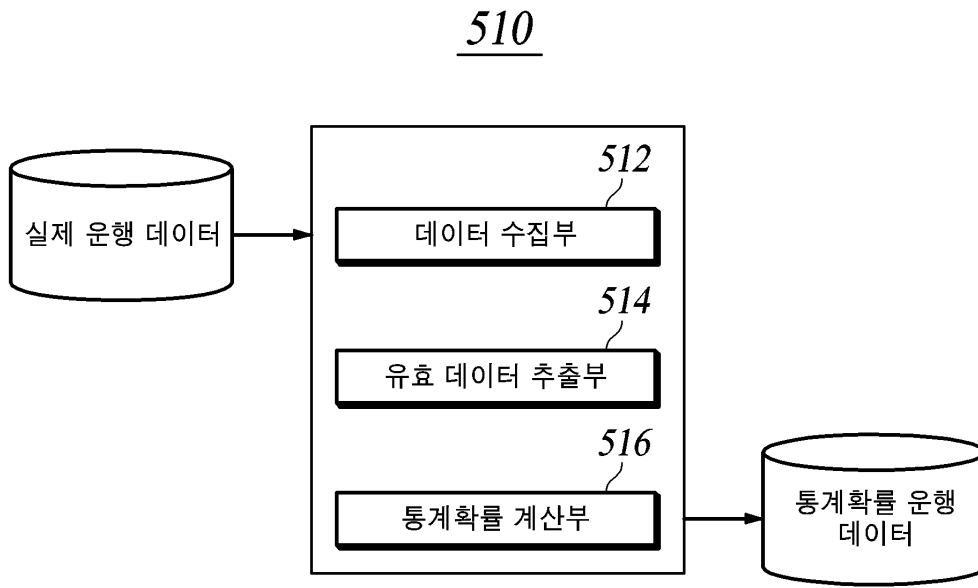 510
512
실제 운행 데이터
데이터 수집부
514
유효 데이터 추출부
516
통계확률 계산부
통계확률 운행
데이터